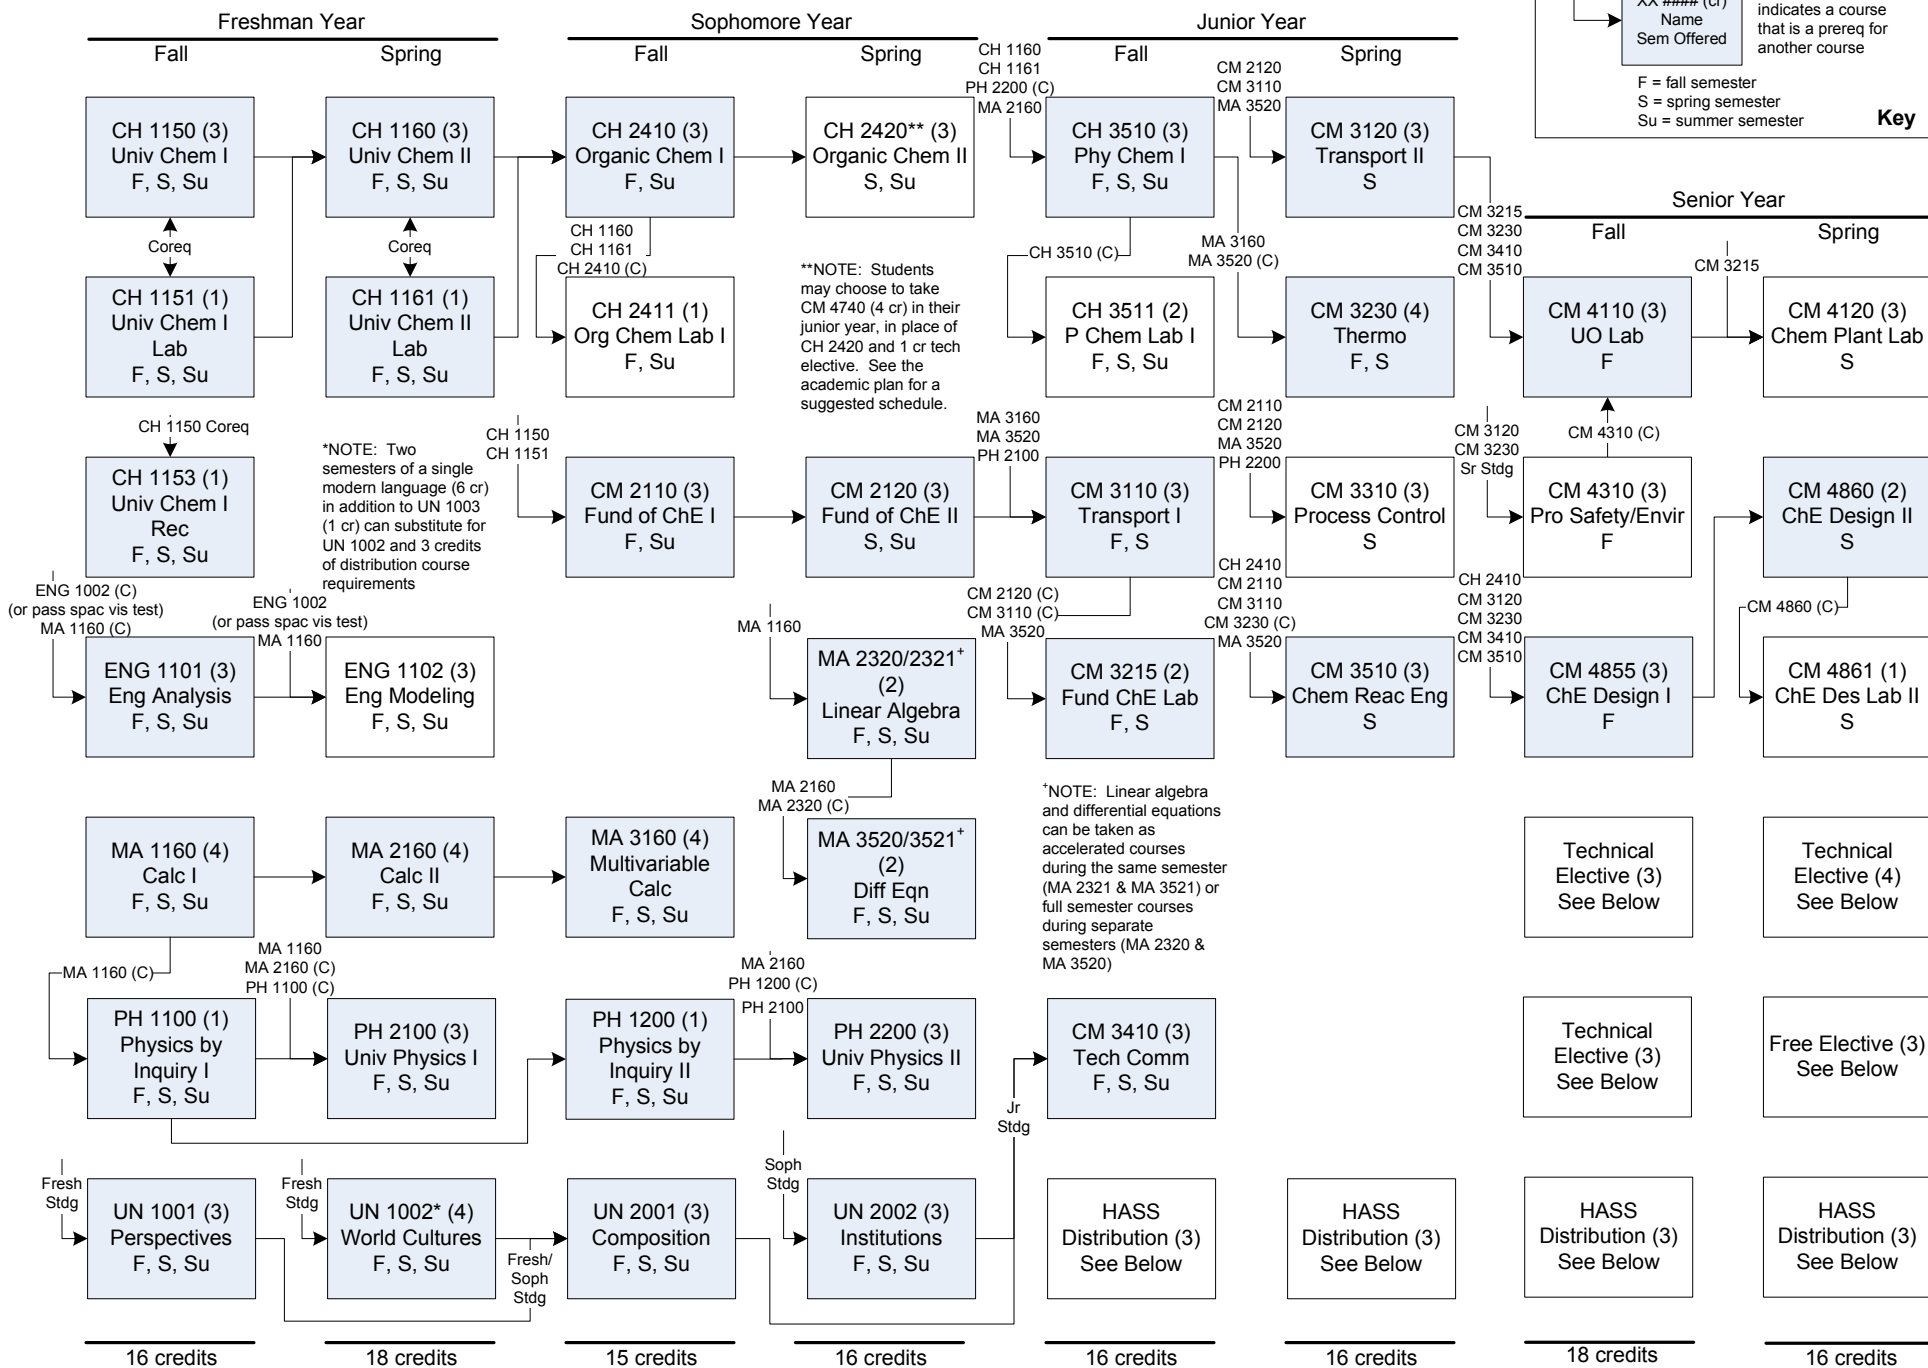 Freshman Year
Fall
Spring
Sophomore Year
Fall
Spring
Junior Year
Fall
Spring
Senior Year
Fall
Spring
Name
Sem Offered
indicates a course
that is a prereq for
another course
F = fall semester
S = spring semester
Su = summer semester
Key
CH 1150 (3)
Univ Chem I
F, S, Su
CH 1160 (3)
Univ Chem II
F, S, Su
CH 2410 (3)
Organic Chem I
F, Su
CH 2420** (3)
Organic Chem II
S, Su
CH 1160
CH 1161
PH 2200 (C)
MA 2160
CH 3510 (3)
Phy Chem I
F, S, Su
CM 2120
CM 3110
MA 3520
CM 3120 (3)
Transport II
S
Coreq
Coreq
CH 1160
CH 1161
CH 2410 (C)
CH 3510 (C)
MA 3160
MA 3520 (C)
CM 3215
CM 3230
CM 3410
CM 3510
CM 3215
CH 1151 (1)
Univ Chem I
Lab
F, S, Su
CH 1161 (1)
Univ Chem II
Lab
F, S, Su
CH 2411 (1)
Org Chem Lab I
F, Su
**NOTE: Students
may choose to take
CM 4740 (4 cr) in their
junior year, in place of
CH 2420 and 1 cr tech
elective. See the
academic plan for a
suggested schedule.
CH 3511 (2)
P Chem Lab I
F, S, Su
CM 3230 (4)
Thermo
F, S
CM 4110 (3)
UO Lab
F
CM 4120 (3)
Chem Plant Lab
S
CH 1150 Coreq
CH 1153 (1)
Univ Chem I
Rec
F, S, Su
*NOTE: Two
semesters of a single
modern language (6 cr)
in addition to UN 1003
(1 cr) can substitute for
UN 1002 and 3 credits
of distribution course
requirements
CH 1150
CH 1151
CM 2110 (3)
Fund of ChE I
F, Su
CM 2120 (3)
Fund of ChE II
S, Su
MA 3160
MA 3520
PH 2100
CM 3110 (3)
Transport I
F, S
CM 2110
CM 2120
MA 3520
PH 2200
CM 3310 (3)
Process Control
S
CM 3120
CM 3230
Sr Stdg
CM 4310 (C)
CM 4310 (3)
Pro Safety/Envir
F
CM 4860 (2)
ChE Design II
S
ENG 1002 (C)
(or pass spac vis test)
MA 1160 (C)
ENG 1101 (3)
Eng Analysis
F, S, Su
ENG 1002
(or pass spac vis test)
MA 1160
ENG 1102 (3)
Eng Modeling
F, S, Su
MA 1160
MA 2320/2321+
(2)
Linear Algebra
F, S, Su
CM 2120 (C)
CM 3110 (C)
MA 3520
CM 3215 (2)
Fund ChE Lab
F, S
CH 2410
CM 2110
CM 3110
CM 3230 (C)
MA 3520
CM 3510 (3)
Chem Reac Eng
S
CH 2410
CM 3120
CM 3230
CM 3410
CM 3510
CM 4855 (3)
ChE Design I
F
CM 4860 (C)
CM 4861 (1)
ChE Des Lab II
S
MA 1160 (4)
Calc I
F, S, Su
MA 2160 (4)
Calc II
F, S, Su
MA 3160 (4)
Multivariable
Calc
F, S, Su
MA 2160
MA 2320 (C)
MA 3520/3521+
(2)
Diff Eqn
F, S, Su
+NOTE: Linear algebra
and differential equations
can be taken as
accelerated courses
during the same semester
(MA 2321 & MA 3521) or
full semester courses
during separate
semesters (MA 2320 &
MA 3520)
Technical
Elective (3)
See Below
Technical
Elective (4)
See Below
MA 1160 (C)
PH 1100 (1)
Physics by
Inquiry I
F, S, Su
MA 1160
MA 2160 (C)
PH 1100 (C)
PH 2100 (3)
Univ Physics I
F, S, Su
PH 1200 (1)
Physics by
Inquiry II
F, S, Su
MA 2160
PH 1200 (C)
PH 2100
PH 2200 (3)
Univ Physics II
F, S, Su
CM 3410 (3)
Tech Comm
F, S, Su
Technical
Elective (3)
See Below
Free Elective (3)
See Below
Fresh
Stdg
UN 1001 (3)
Perspectives
F, S, Su
Fresh
Stdg
UN 1002* (4)
World Cultures
F, S, Su
Fresh/
Soph
Stdg
UN 2001 (3)
Composition
F, S, Su
Soph
Stdg
UN 2002 (3)
Institutions
F, S, Su
Jr
Stdg
HASS
Distribution (3)
See Below
HASS
Distribution (3)
See Below
HASS
Distribution (3)
See Below
HASS
Distribution (3)
See Below
16 credits
18 credits
15 credits
16 credits
16 credits
16 credits
18 credits
16 credits